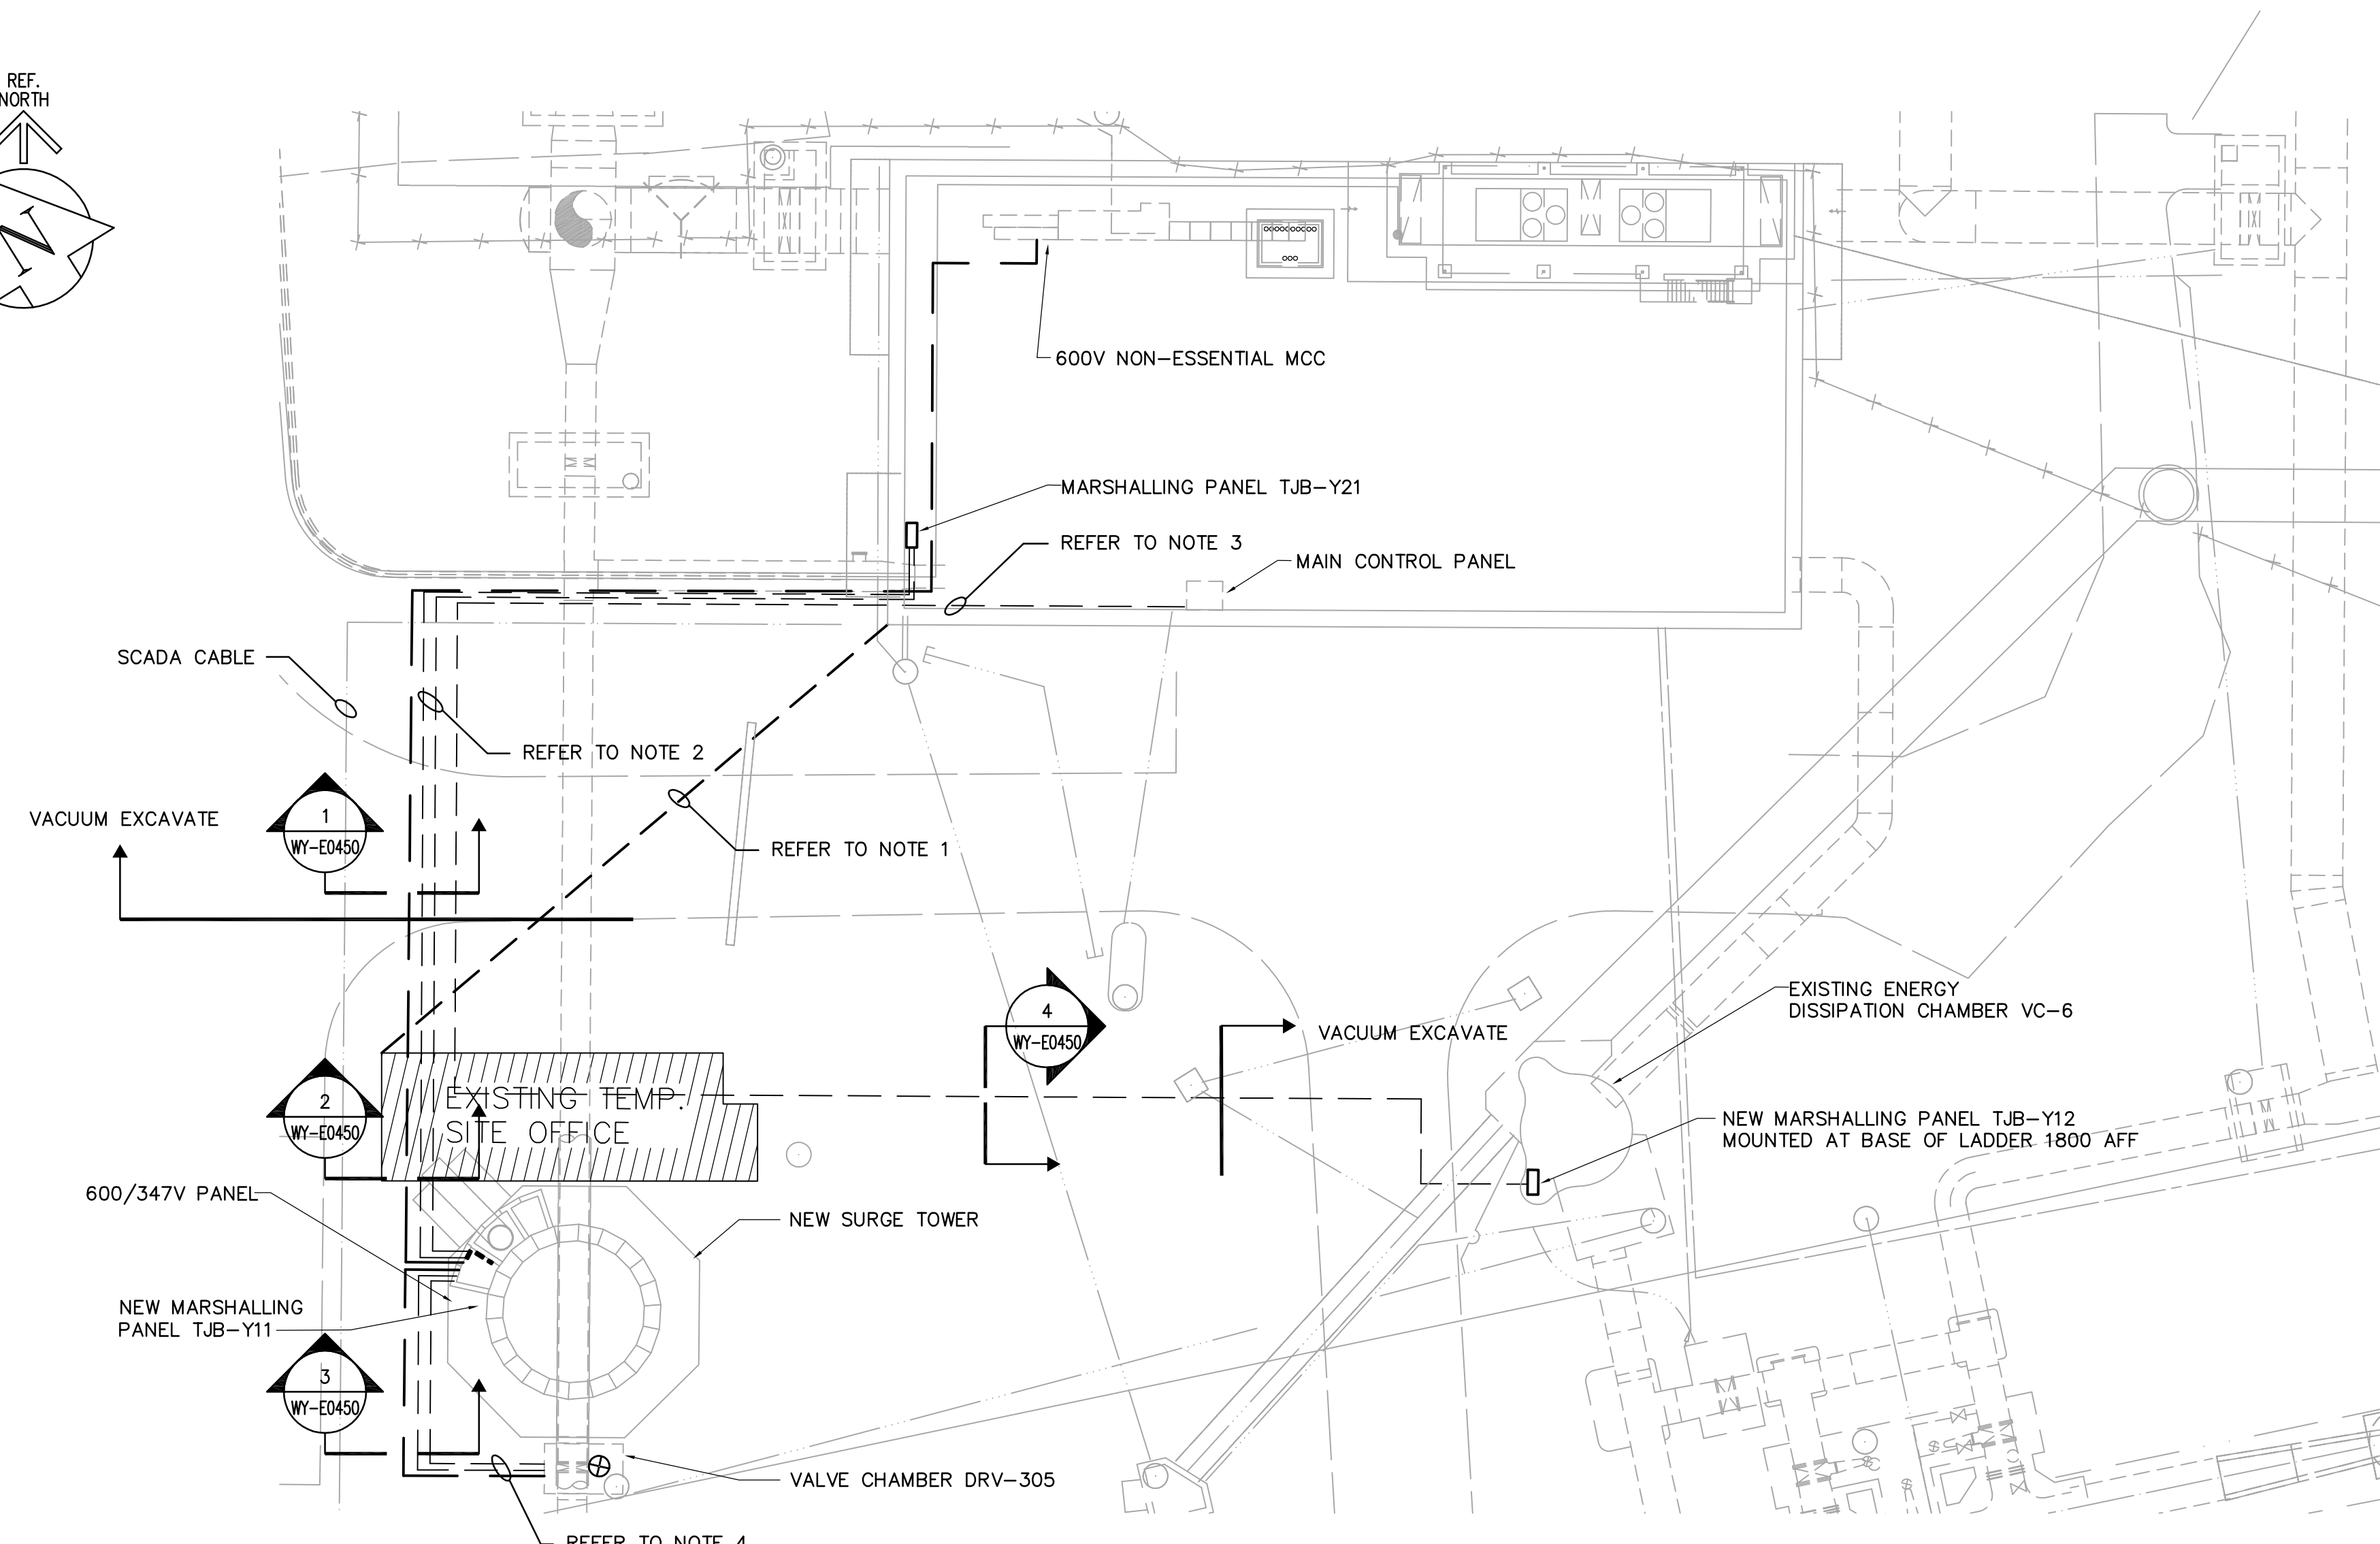 REF.
NORTH
N
600V NON-ESSENTIAL MCC
MARSHALLING PANEL TJB-Y21
REFER TO NOTE 3
MAIN CONTROL PANEL
SCADA CABLE
REFER TO NOTE 2
VACUUM EXCAVATE
1
WY-E0450
REFER TO NOTE 1
4
WY-E0450
VACUUM EXCAVATE
EXISTING ENERGY
DISSIPATION CHAMBER VC-6
2
WY-E0450
EXISTING TEMP.
SITE OFFICE
NEW MARSHALLING PANEL TJB-Y12
MOUNTED AT BASE OF LADDER 1800 AFF
600/347V PANEL
NEW SURGE TOWER
NEW MARSHALLING
PANEL TJB-Y11
3
WY-E0450
VALVE CHAMBER DRV-305
REFER TO NOTE 4